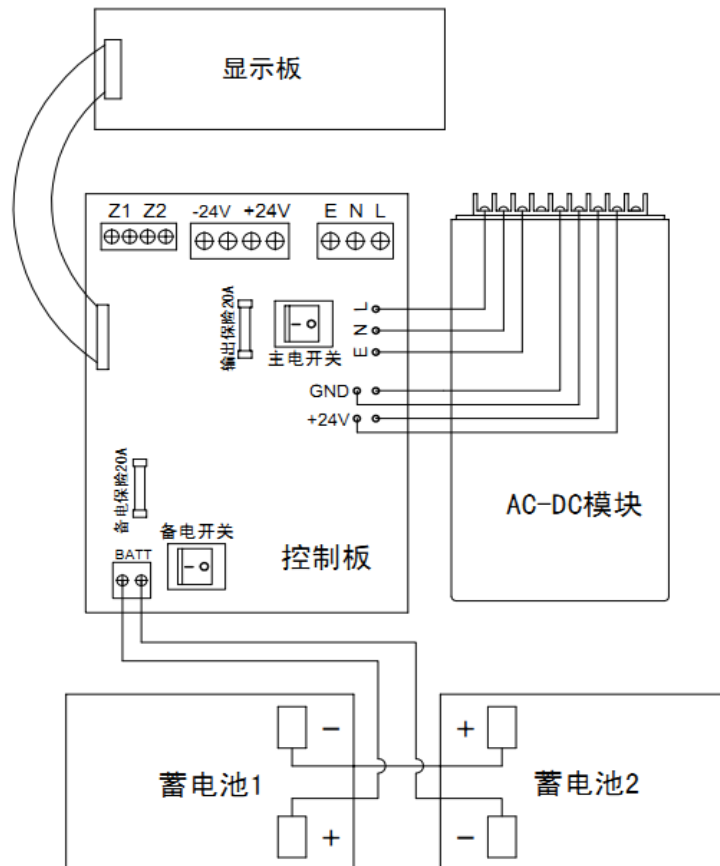 显示板
Z1 Z2 -24V +24V E N L
输出保险20A
主电开关
L
N
E
GND
+24V
AC-DC模块
备电保险20A
备电开关
BATT
控制板
- +
蓄电池1 蓄电池2
+ -